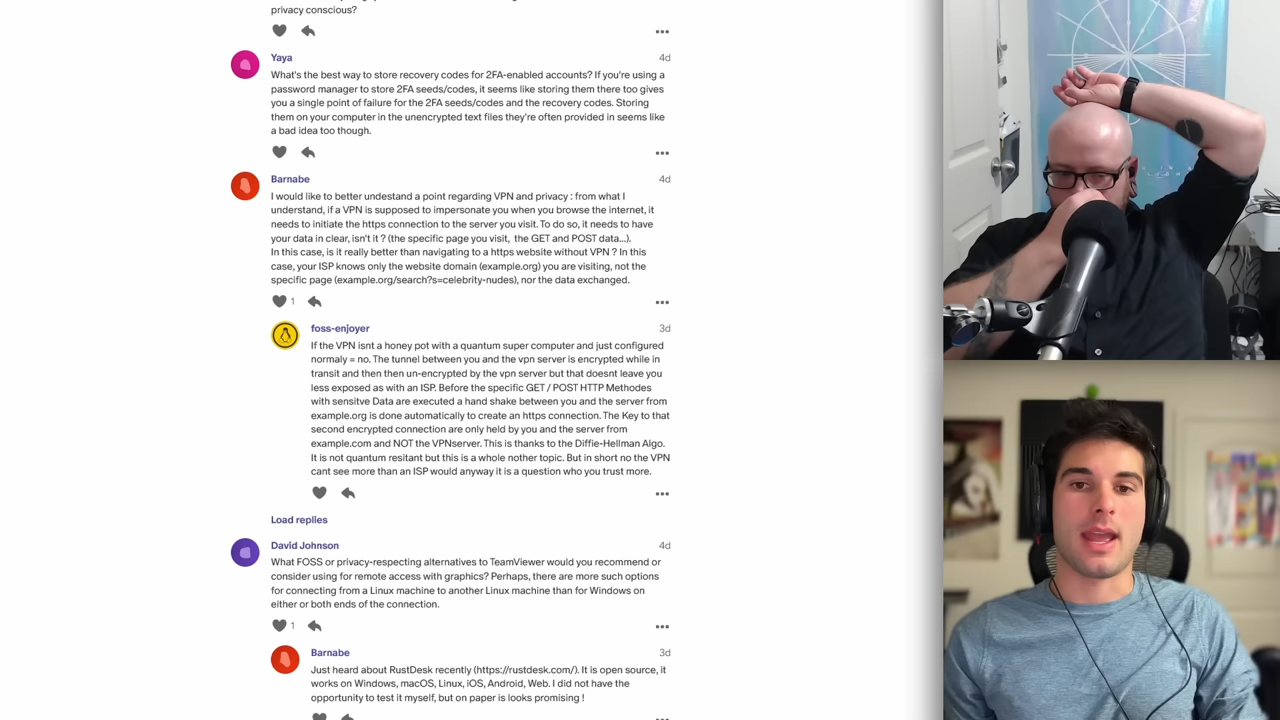 privacy conscious?
Yaya
4d
What's the best way to store recovery codes for 2FA-enabled accounts? If you're using a
password manager to store 2FA seeds/codes, it seems like storing them there too gives
you a single point of failure for the 2FA seeds/codes and the recovery codes. Storing
them on your computer in the unencrypted text files they're often provided in seems like
a bad idea too though.
Barnabe
4d
I would like to better undestand a point regarding VPN and privacy : from what I
understand, if a VPN is supposed to impersonate you when you browse the internet, it
needs to initiate the https connection to the server you visit. To do so, it needs to have
your data in clear, isn't it ? (the specific page you visit, the GET and POST data...).
In this case, is it really better than navigating to a https website without VPN ? In this
case, your ISP knows only the website domain (example.org) you are visiting, not the
specific page (example.org/search?s=celebrity-nudes), nor the data exchanged.
1
foss-enjoyer
3d
If the VPN isnt a honey pot with a quantum super computer and just configured
normaly = no. The tunnel between you and the vpn server is encrypted while in
transit and then then un-encrypted by the vpn server but that doesnt leave you
less exposed as with an ISP. Before the specific GET / POST HTTP Methodes
with sensitve Data are executed a hand shake between you and the server from
example.org is done automatically to create an https connection. The Key to that
second encrypted connection are only held by you and the server from
example.com and NOT the VPNserver. This is thanks to the Diffie-Hellman Algo.
It is not quantum resitant but this is a whole nother topic. But in short no the VPN
cant see more than an ISP would anyway it is a question who you trust more.
Load replies
David Johnson
4d
What FOSS or privacy-respecting alternatives to TeamViewer would you recommend or
consider using for remote access with graphics? Perhaps, there are more such options
for connecting from a Linux machine to another Linux machine than for Windows on
either or both ends of the connection.
1
Barnabe
3d
Just heard about RustDesk recently (https://rustdesk.com/). It is open source, it
works on Windows, macOS, Linux, iOS, Android, Web. I did not have the
opportunity to test it myself, but on paper is looks promising !